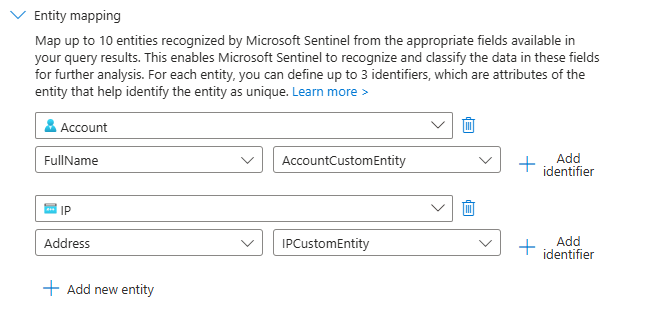 Entity mapping
Map up to 10 entities recognized by Microsoft Sentinel from the appropriate fields available in
your query results. This enables Microsoft Sentinel to recognize and classify the data in these fields
for further analysis. For each entity, you can define up to 3 identifiers, which are attributes of the
entity that help identify the entity as unique. Learn more >
Account
FullName AccountCustomEntity Add
identifier
IP
Address IPCustomEntity Add
identifier
Add new entity